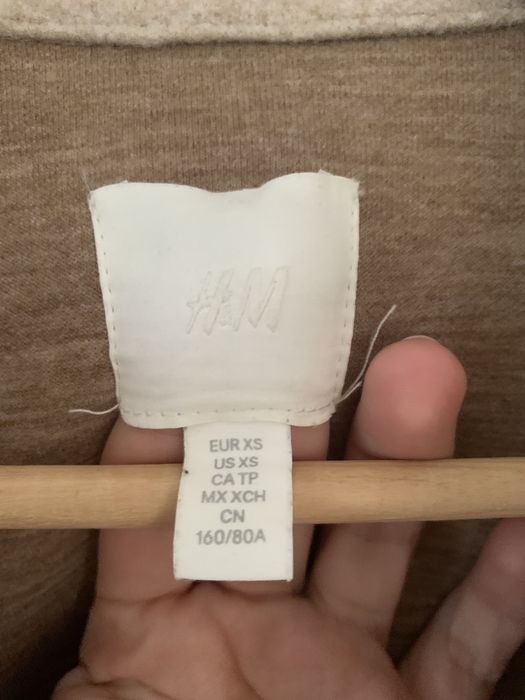 H&M
EUR XS
US XS
CA TP
MX XCH
CN
160/80A